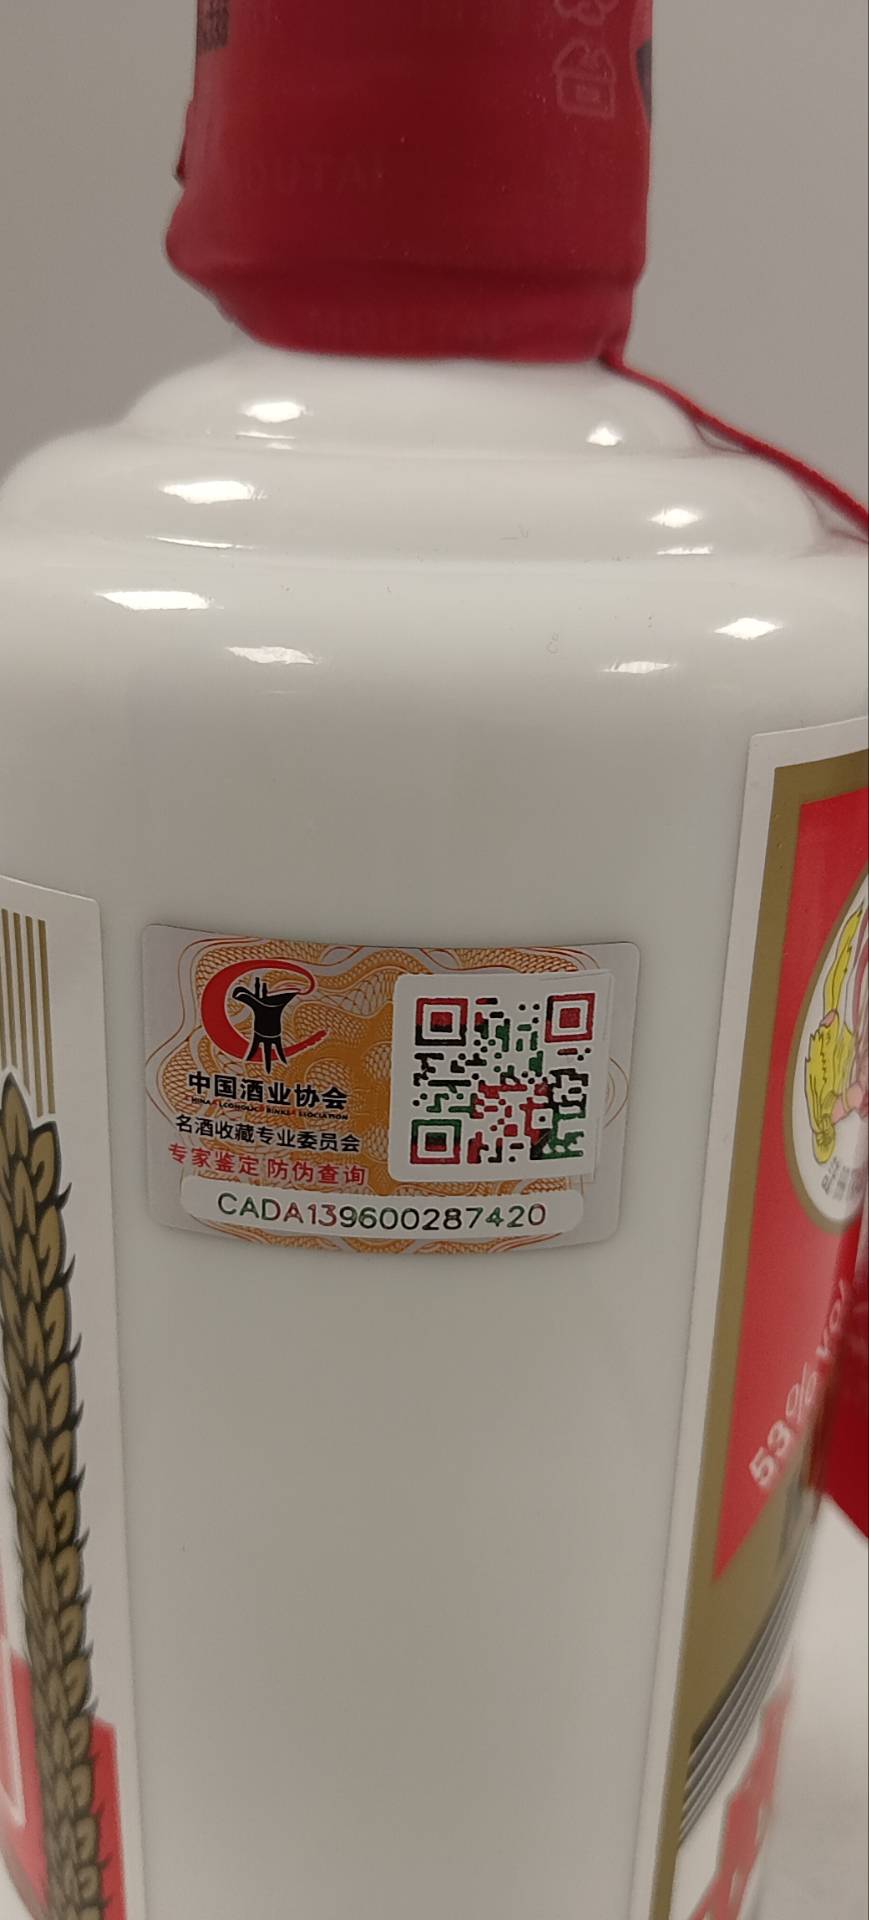 MOUTAI
中国酒业协会
名酒收藏专业委员会
专家鉴定 防伪查询
CADA139600287420
53% vol